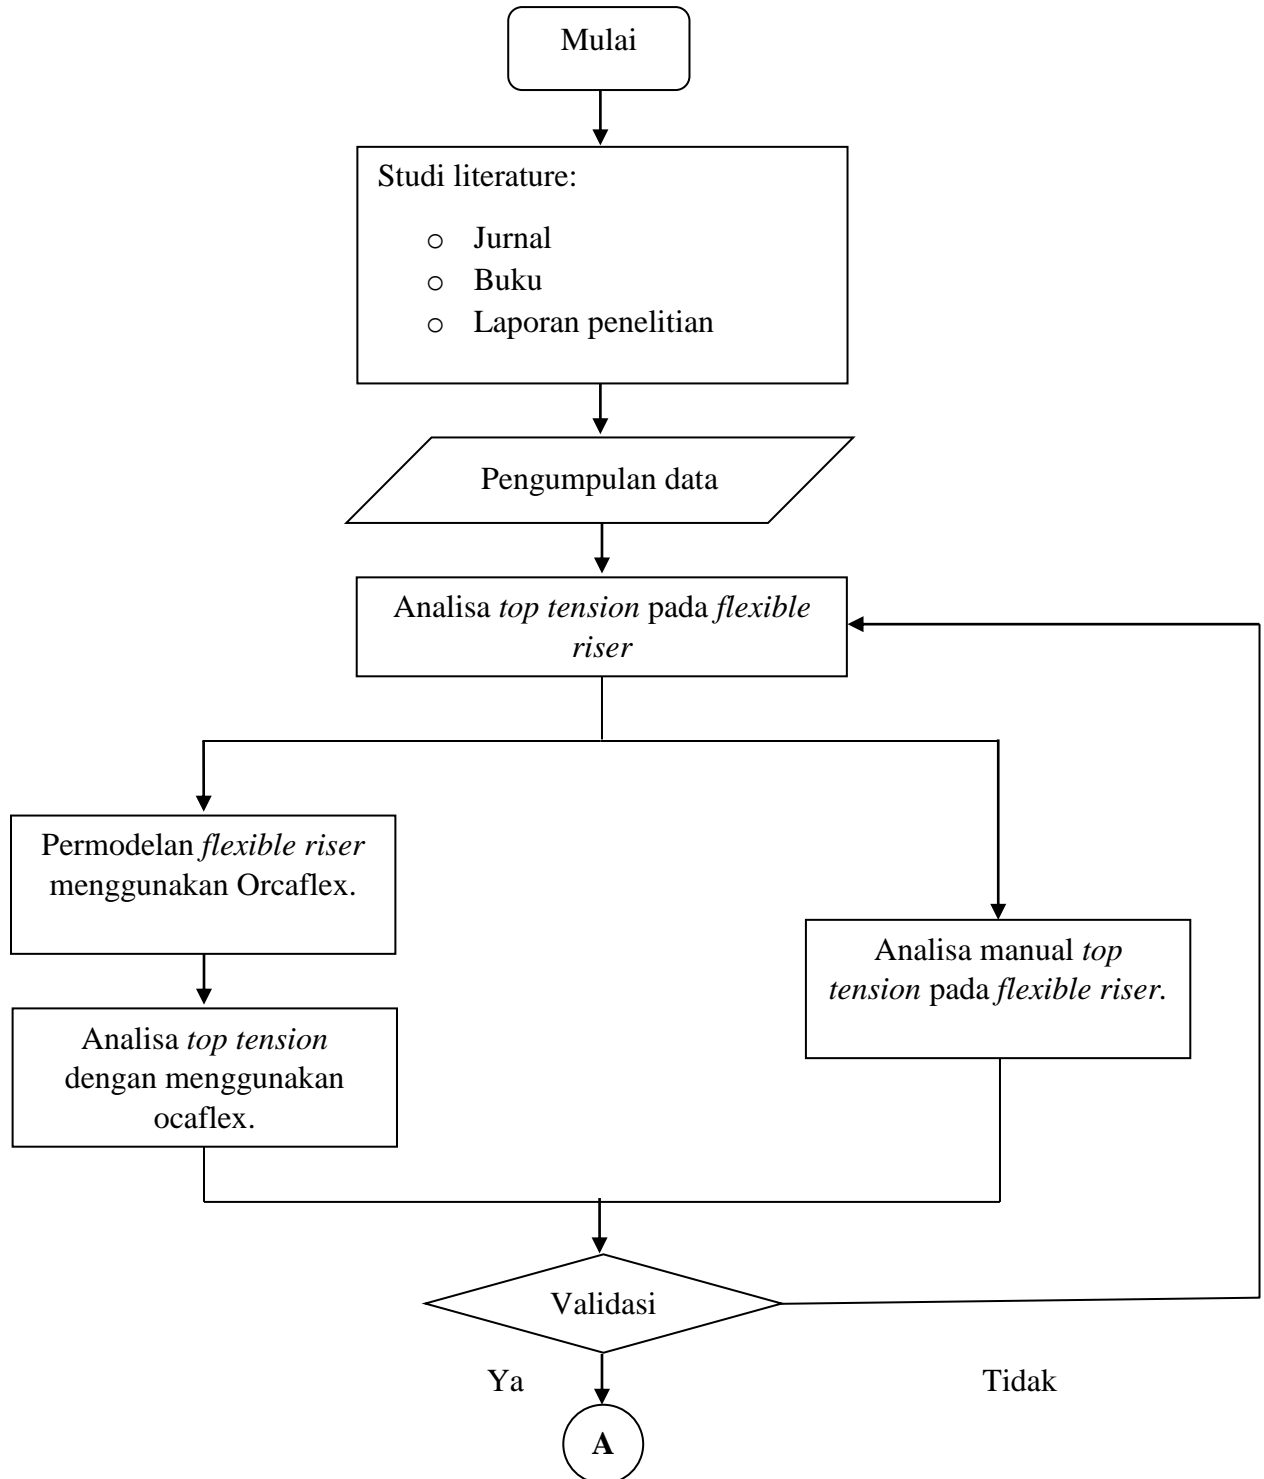 Mulai
Studi literature:
o Jurnal
o Buku
o Laporan penelitian
Pengumpulan data
Analisa top tension pada flexible
riser
Permodelan flexible riser
menggunakan Orcaflex.
Analisa manual top
tension pada flexible riser.
Analisa top tension
dengan menggunakan
ocaflex.
Validasi
Ya
Tidak
A